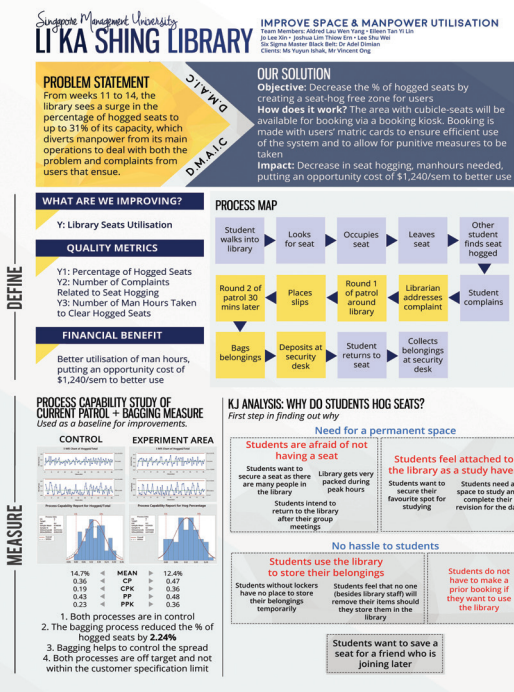 Singapore Management University
LI KA SHING LIBRARY
IMPROVE SPACE & MANPOWER UTILISATION
Team Members: Aldred Lau Wen Yang • Eileen Tan Yi Lin
Jo Lee Xin • Joshua Lim Thiow Ern • Lee Shu Wei
Six Sigma Master Black Belt: Dr Adel Dimian
Clients: Ms Yuyun Ishak, Mr Vincent Ong
PROBLEM STATEMENT
From weeks 11 to 14, the
library sees a surge in the
percentage of hogged seats to
up to 31% of its capacity, which
diverts manpower from its main
operations to deal with both the
problem and complaints from
users that ensue.
D.M.A.I.C
D.M.A.I.C
OUR SOLUTION
Objective: Decrease the % of hogged seats by
creating a seat-hog free zone for users
How does it work? The area with cubicle-seats will be
available for booking via a booking kiosk. Booking is
made with users' matric cards to ensure efficient use
of the system and to allow for punitive measures to be
taken
Impact: Decrease in seat hogging, manhours needed,
putting an opportunity cost of $1,240/sem to better use
DEFINE
WHAT ARE WE IMPROVING?
Y: Library Seats Utilisation
QUALITY METRICS
Y1: Percentage of Hogged Seats
Y2: Number of Complaints
Related to Seat Hogging
Y3: Number of Man Hours Taken
to Clear Hogged Seats
FINANCIAL BENEFIT
Better utilisation of man hours,
putting an opportunity cost of
$1,240/sem to better use
PROCESS MAP
Student
walks into
library
Looks
for seat
Occupies
seat
Leaves
seat
Other
student
finds seat
hogged
Student
complains
Librarian
addresses
complaint
Round 1
of patrol
around
library
Places
slips
Round 2 of
patrol 30
mins later
Bags
belongings
Deposits at
security
desk
Student
returns to
seat
Collects
belongings
at security
desk
MEASURE
PROCESS CAPABILITY STUDY OF
CURRENT PATROL + BAGGING MEASURE
Used as a baseline for improvements.
CONTROL
EXPERIMENT AREA
14.7% MEAN 12.4%
0.36 CP 0.47
0.19 CPK 0.36
0.43 PP 0.48
0.23 PPK 0.36
1. Both processes are in control
2. The bagging process reduced the % of
hogged seats by 2.24%
3. Bagging helps to control the spread
4. Both processes are off target and not
within the customer specification limit
KJ ANALYSIS: WHY DO STUDENTS HOG SEATS?
First step in finding out why
Need for a permanent space
Students are afraid of not
having a seat
Students want to
secure a seat as there
are many people in
the library
Library gets very
packed during
peak hours
Students intend to
return to the library
after their group
meetings
Students feel attached to
the library as a study have
Students want to
secure their
favourite spot for
studying
Students need a
space to study an
complete their
revision for the da
No hassle to students
Students use the library
to store their belongings
Students without lockers
have no place to store
their belongings
temporarily
Students feel that no one
(besides library staff) will
remove their items should
they store them in the
library
Students do not
have to make a
prior booking if
they want to use
the library
Students want to save a
seat for a friend who is
joining later